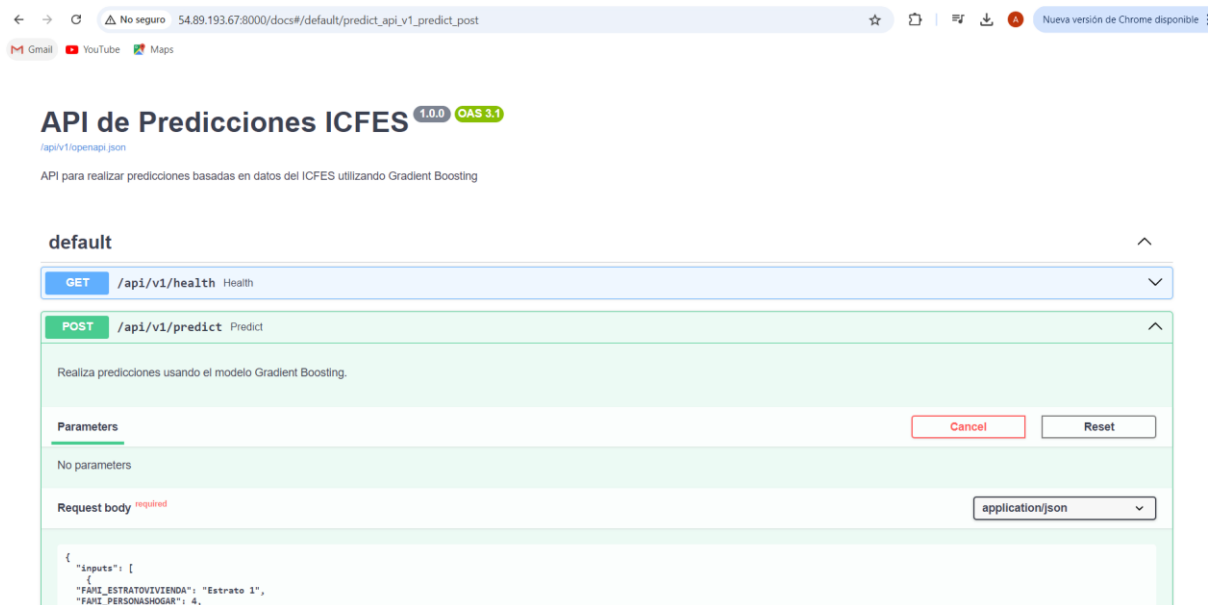 No seguro 54.89.193.67:8000/docs#/default/predict_api_v1_predict_post A Nueva versión de Chrome disponible
Gmail YouTube Maps
API de Predicciones ICFES 1.0.0 OAS 3.1
/api/v1/openapi.json
API para realizar predicciones basadas en datos del ICFES utilizando Gradient Boosting
default
GET /api/v1/health Health
POST /api/v1/predict Predict
Realiza predicciones usando el modelo Gradient Boosting.
Parameters Cancel Reset
No parameters
Request body required application/json
{
"inputs": [
{
"FAMI_ESTRATOVIVIENDA": "Estrato 1",
"FAMI_PERSONASHOGAR": 4,